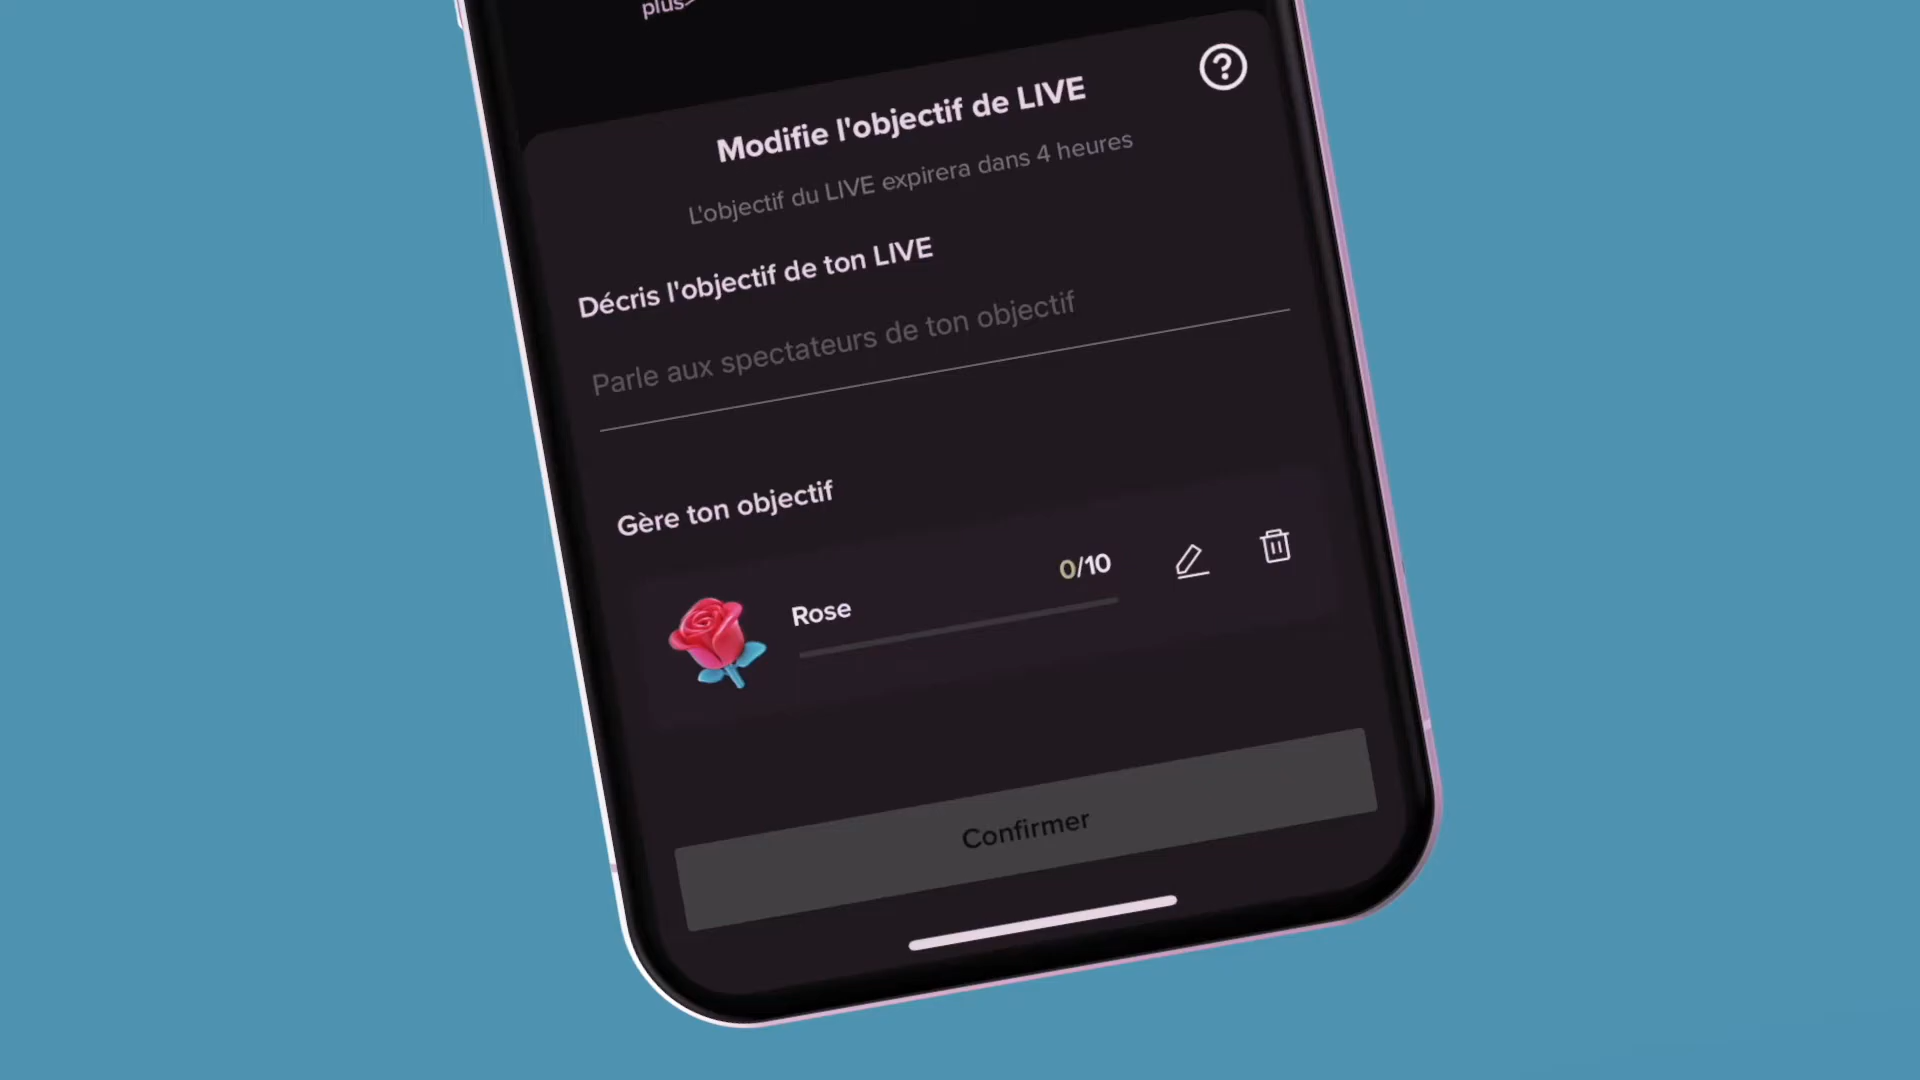 plus>
Modifie l'objectif de LIVE
L'objectif du LIVE expirera dans 4 heures
Décris l'objectif de ton LIVE
Parle aux spectateurs de ton objectif
Gère ton objectif
0/10
Rose
Confirmer